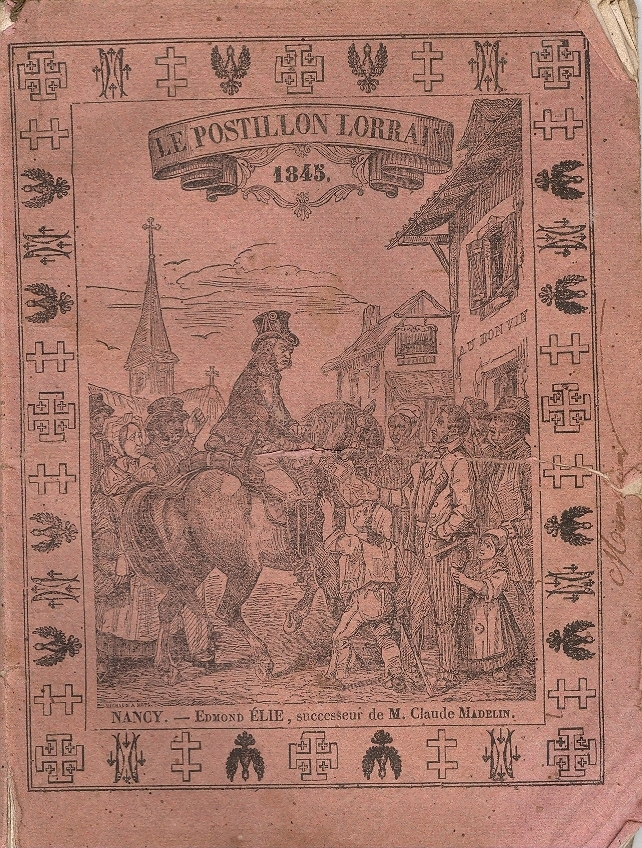 LE POSTILLON LORRAIN
1845.
AU BON VIN
NANCY. — EDMOND ÉLIE, successeur de M. Claude MADELIN.